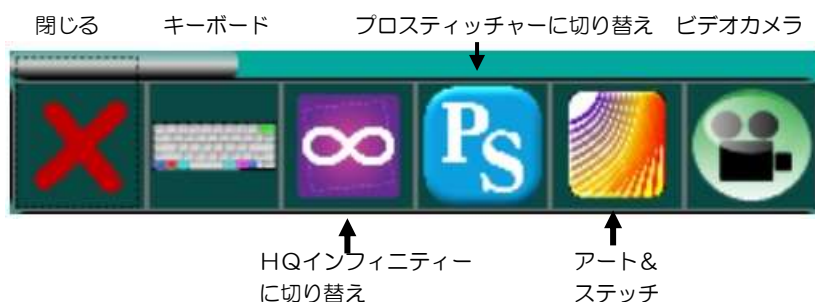 閉じる
キーボード
プロスティッチャーに切り替え
ビデオカメラ
PS
HQインフィニティー
に切り替え
アート&
ステッチ